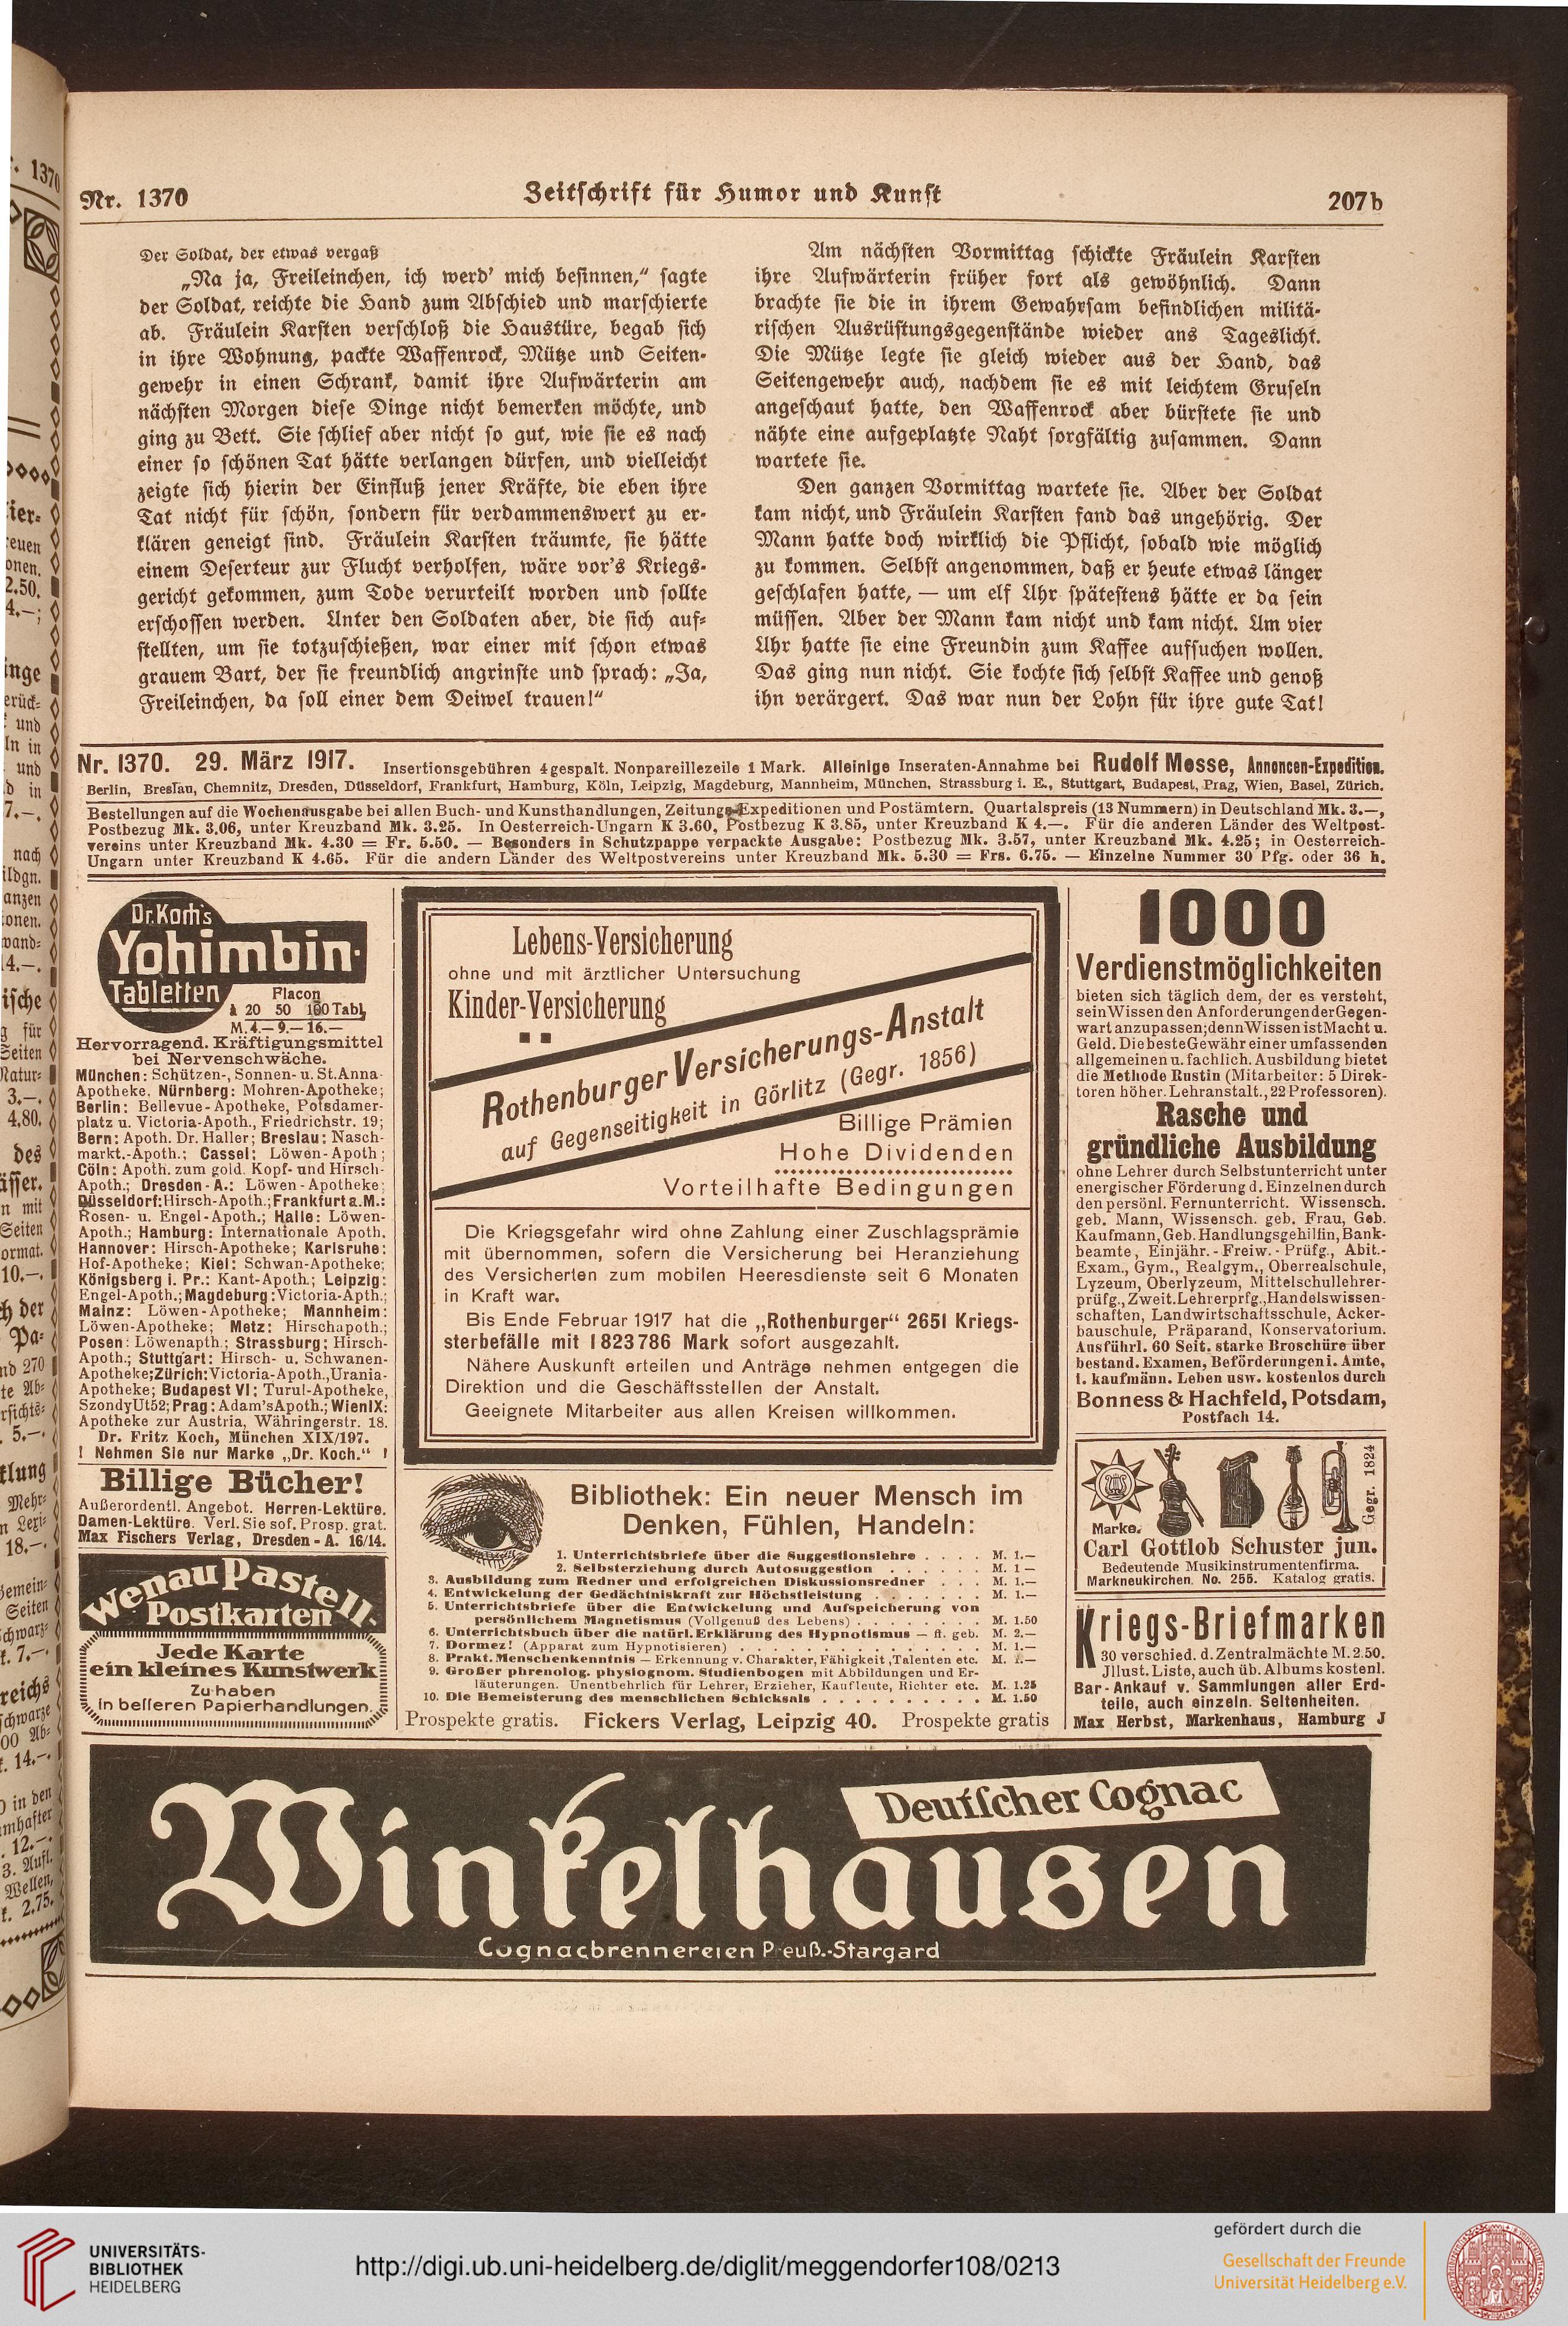 Nr. 1370
Zeitschrift für Humor und Kunst
207b
Der Soldat, der etwas vergaß
„Na ja, Freileinchen, ich werd' mich besinnen,“ sagte
der Soldat, reichte die Hand zum Abschied und marschierte
ab. Fräulein Karsten verschloß die Haustüre, begab sich
in ihre Wohnung, packte Waffenrock, Mütze und Seiten-
gewehr in einen Schrank, damit ihre Aufwärterin am
nächsten Morgen diese Dinge nicht bemerken möchte, und
ging zu Bett. Sie schlief aber nicht so gut, wie sie es nach
einer so schönen Tat hätte verlangen dürfen, und vielleicht
zeigte sich hierin der Einfluß jener Kräfte, die eben ihre
Tat nicht für schön, sondern für verdammenswert zu er-
klären geneigt sind. Fräulein Karsten träumte, sie hätte
einem Deserteur zur Flucht verholfen, wäre vor's Kriegs-
gericht gekommen, zum Tode verurteilt worden und sollte
erschossen werden. Unter den Soldaten aber, die sich auf-
stellten, um sie totzuschießen, war einer mit schon etwas
grauem Bart, der sie freundlich angrinste und sprach: „Ja,
Freileinchen, da soll einer dem Deiwel trauen!“
Am nächsten Vormittag schickte Fräulein Karsten
ihre Aufwärterin früher fort als gewöhnlich. Dann
brachte sie die in ihrem Gewahrsam befindlichen militä-
rischen Ausrüstungsgegenstände wieder ans Tageslicht.
Die Mütze legte sie gleich wieder aus der Hand, das
Seitengewehr auch, nachdem sie es mit leichtem Gruseln
angeschaut hatte, den Waffenrock aber bürstete sie und
nähte eine aufgeplatzte Naht sorgfältig zusammen. Dann
wartete sie.
Den ganzen Vormittag wartete sie. Aber der Soldat
kam nicht, und Fräulein Karsten fand das ungehörig. Der
Mann hatte doch wirklich die Pflicht, sobald wie möglich
zu kommen. Selbst angenommen, daß er heute etwas länger
geschlafen hatte, — um elf Uhr spätestens hätte er da sein
müssen. Aber der Mann kam nicht und kam nicht. Um vier
Uhr hatte sie eine Freundin zum Kaffee aufsuchen wollen.
Das ging nun nicht. Sie kochte sich selbst Kaffee und genoß
ihn verärgert. Das war nun der Lohn für ihre gute Tat!
Nr. 1370. 29. März 1917. Insertionsgebühren 4gespalt. Nonpareillezeile 1 Mark. Alleinige Inseraten-Annahme bei Rudolf Mosse, Annoncen-Expedition.
Berlin, Breslau, Chemnitz, Dresden, Düsseldorf, Frankfurt, Hamburg, Köln, Leipzig, Magdeburg, Mannheim, München, Strassburg i. E., Stuttgart, Budapest, Prag, Wien, Basel, Zürich.
Bestellungen auf die Wochenausgabe bei allen Buch- und Kunsthandlungen, Zeitungs-Expeditionen und Postämtern. Quartalspreis (13 Nummern) in Deutschland Mk. 3.—,
Postbezug Mk. 3.06, unter Kreuzband Mk. 3.25. In Oesterreich-Ungarn K 3.60, Postbezug K 3.85, unter Kreuzband K 4.—. Für die anderen Länder des Weltpost-
vereins unter Kreuzband Mk. 4.30 = Fr. 5.50. — Besonders in Schutzpappe verpackte Ausgabe: Postbezug Mk. 3.57, unter Kreuzband Mk. 4.25; in Oesterreich-
Ungarn unter Kreuzband K 4.65. Für die andern Länder des Weltpostvereins unter Kreuzband Mk. 5.30 = Frs. 6.75. — Einzelne Nummer 30 Pfg. oder 36 h.
Dr. Koch's
Yohimbin-
Tabletten
Flacon
à 20 50 100 Tabl.
M. 4.— 9.— 16.—
Hervorragend. Kräftigungsmittel
bei Nervenschwäche.
München: Schützen-, Sonnen- u. St. Anna-
Apotheke, Nürnberg: Mohren-Apotheke;
Berlin: Bellevue-Apotheke, Potsdamer-
platz u. Victoria-Apoth., Friedrichstr. 19;
Bern: Apoth. Dr. Haller; Breslau: Nasch-
markt.-Apoth.; Cassel: Löwen-Apoth;
Cöln: Apoth. zum gold. Kopf- und Hirsch-
Apoth.; Dresden-A.: Löwen-Apotheke;
Düsseldorf: Hirsch-Apoth.; Frankfurt a.M.:
Rosen- u. Engel-Apoth.; Halle: Löwen-
Apoth.; Hamburg: Internationale Apoth.
Hannover: Hirsch-Apotheke; Karlsruhe:
Hof-Apotheke; Kiel: Schwan-Apotheke;
Königsberg i. Pr.: Kant-Apoth.; Leipzig:
Engel-Apoth.; Magdeburg: Victoria-Apth.;
Mainz: Löwen-Apotheke; Mannheim:
Löwen-Apotheke; Metz: Hirschapoth.;
Posen: Löwenapth.; Strassburg: Hirsch-
Apoth.; Stuttgart: Hirsch- u. Schwanen-
Apotheke; Zürich: Victoria-Apoth., Urania-
Apotheke; Budapest VI: Turul-Apotheke,
Szondy Ut 52; Prag: Adam's Apoth.; Wien IX:
Apotheke zur Austria, Währingerstr. 18.
Dr. Fritz Koch, München XIX/197.
! Nehmen Sie nur Marke „Dr. Koch.“ !
Billige Bücher!
Außerordentl. Angebot. Herren-Lektüre.
Damen-Lektüre. Verl. Sie sof. Prosp. grat.
Max Fischers Verlag, Dresden-A. 16/14.
Wenau Pastell-
Postkarten
Jede Karte
ein kleines Kunstwerk
Zu haben
in besseren Papierhandlungen.
Lebens-Versicherung
ohne und mit ärztlicher Untersuchung
Kinder-Versicherung
Rothenburger Versicherungs-Anstalt
auf Gegenseitigkeit in Görlitz (Gegr. 1856)
Billige Prämien
Hohe Dividenden
Vorteilhafte Bedingungen
Die Kriegsgefahr wird ohne Zahlung einer Zuschlagsprämie
mit übernommen, sofern die Versicherung bei Heranziehung
des Versicherten zum mobilen Heeresdienste seit 6 Monaten
in Kraft war.
Bis Ende Februar 1917 hat die „Rothenburger“ 2651 Kriegs-
sterbefälle mit 1823786 Mark sofort ausgezahlt.
Nähere Auskunft erteilen und Anträge nehmen entgegen die
Direktion und die Geschäftsstellen der Anstalt.
Geeignete Mitarbeiter aus allen Kreisen willkommen.
Bibliothek: Ein neuer Mensch im
Denken, Fühlen, Handeln:
1. Unterrichtsbriefe über die Suggestionslehre . . . . M. 1.—
2. Selbsterziehung durch Autosuggestion . . . . . . M. 1—
3. Ausbildung zum Redner und erfolgreichen Diskussionsredner . . . M. 1.—
4. Entwickelung der Gedächtniskraft zur Höchstleistung . . . . . . . M. 1.—
5. Unterrichtsbriefe über die Entwickelung und Aufspeicherung von
persönlichem Magnetismus (Vollgenuß des Lebens) . . . . . . . . M. 1.50
6. Unterrichtsbuch über die natürl. Erklärung des Hypnotismus — ff. geb. M. 2.—
7. Dormez! (Apparat zum Hypnotisieren) . . . . . . . . . . . . . . . M. 1.—
8. Prakt. Menschenkenntnis — Erkennung v. Charakter, Fähigkeit, Talenten etc. M. 1.—
9. Großer phrenolog. physiognom. Studienbogen mit Abbildungen und Er-
läuterungen. Unentbehrlich für Lehrer, Erzieher, Kaufleute, Richter etc. M. 1.25
10. Die Bemeisterung des menschlichen Schicksals . . . . . . . . . . M. 1.50
Prospekte gratis. Fickers Verlag, Leipzig 40. Prospekte gratis
1000
Verdienstmöglichkeiten
bieten sich täglich dem, der es versteht,
sein Wissen den Anforderungen der Gegen-
wart anzupassen; denn Wissen ist Macht u.
Geld. Die beste Gewähr einer umfassenden
allgemeinen u. fachlich. Ausbildung bietet
die Methode Rustin (Mitarbeiter: 5 Direk-
toren höher. Lehranstalt., 22 Professoren).
Rasche und
gründliche Ausbildung
ohne Lehrer durch Selbstunterricht unter
energischer Förderung d. Einzelnen durch
den persönl. Fernunterricht. Wissensch.
geb. Mann, Wissensch. geb. Frau, Geb.
Kaufmann, Geb. Handlungsgehilfin, Bank-
beamte, Einjähr.-Freiw.-Prüfg., Abit.-
Exam., Gym., Realgym., Oberrealschule,
Lyzeum, Oberlyzeum, Mittelschullehrer-
prüfg., Zweit. Lehrerprfg., Handelswissen-
schaften, Landwirtschaftsschule, Acker-
bauschule, Präparand, Konservatorium.
Ausführl. 60 Seit. starke Broschüre über
bestand. Examen, Beförderungen i. Amte,
i. kaufmänn. Leben usw. kostenlos durch
Bonness & Hachfeld, Potsdam,
Postfach 14.
Gegr. 1824
Marke.
Carl Gottlob Schuster jun.
Bedeutende Musikinstrumentenfirma.
Markneukirchen No. 255. Katalog gratis.
Kriegs-Briefmarken
30 verschied. d. Zentralmächte M. 2.50.
Jllust. Liste, auch üb. Albums kostenl.
Bar-Ankauf v. Sammlungen aller Erd-
teile, auch einzeln. Seltenheiten.
Max Herbst, Markenhaus, Hamburg J
Deutscher Cognac
Winkelhausen
Cognacbrennereien Preuß.-Stargard
UNIVERSITÄTS-
BIBLIOTHEK
HEIDELBERG
http://digi.ub.uni-heidelberg.de/diglit/meggendorfer108/0213
gefördert durch die
Gesellschaft der Freunde
Universität Heidelberg e.V.